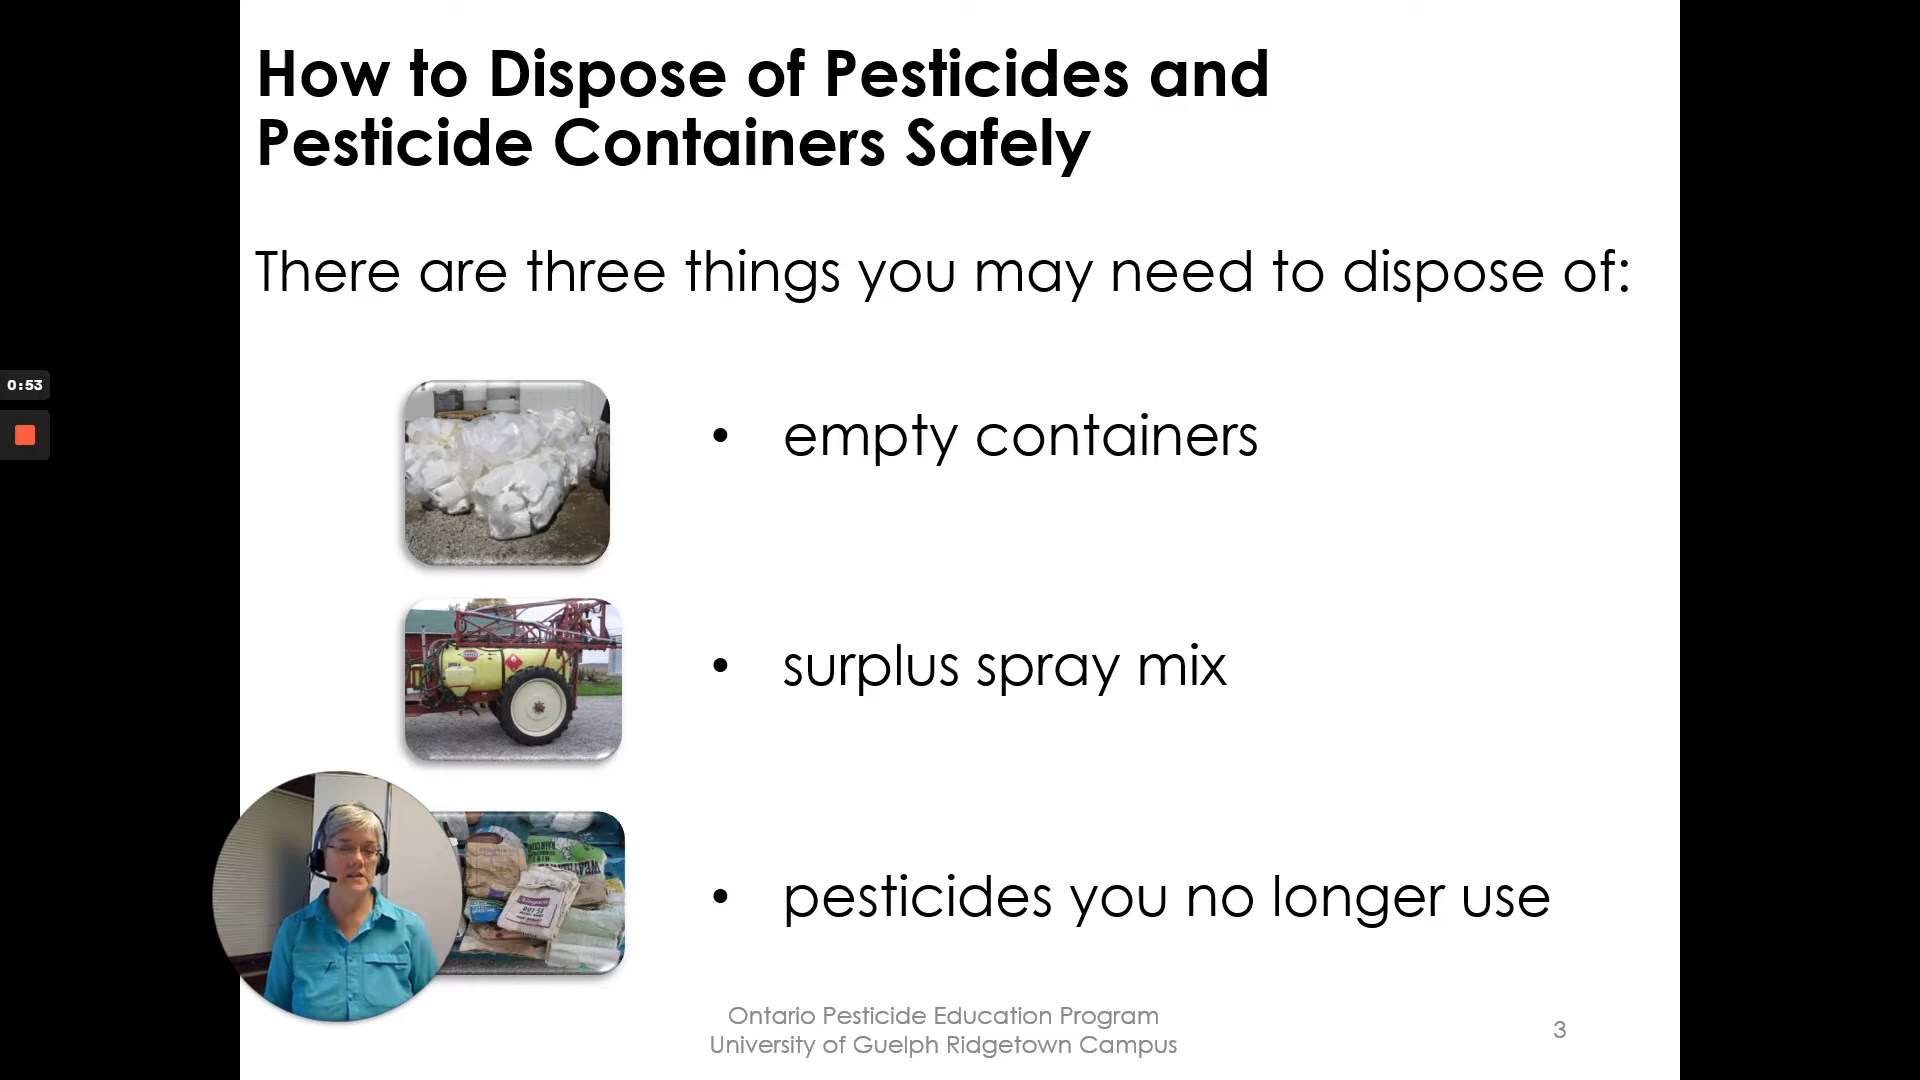 How to Dispose of Pesticides and
Pesticide Containers Safely
There are three things you may need to dispose of:
0:53
• empty containers
• surplus spray mix
• pesticides you no longer use
Ontario Pesticide Education Program
University of Guelph Ridgetown Campus
3